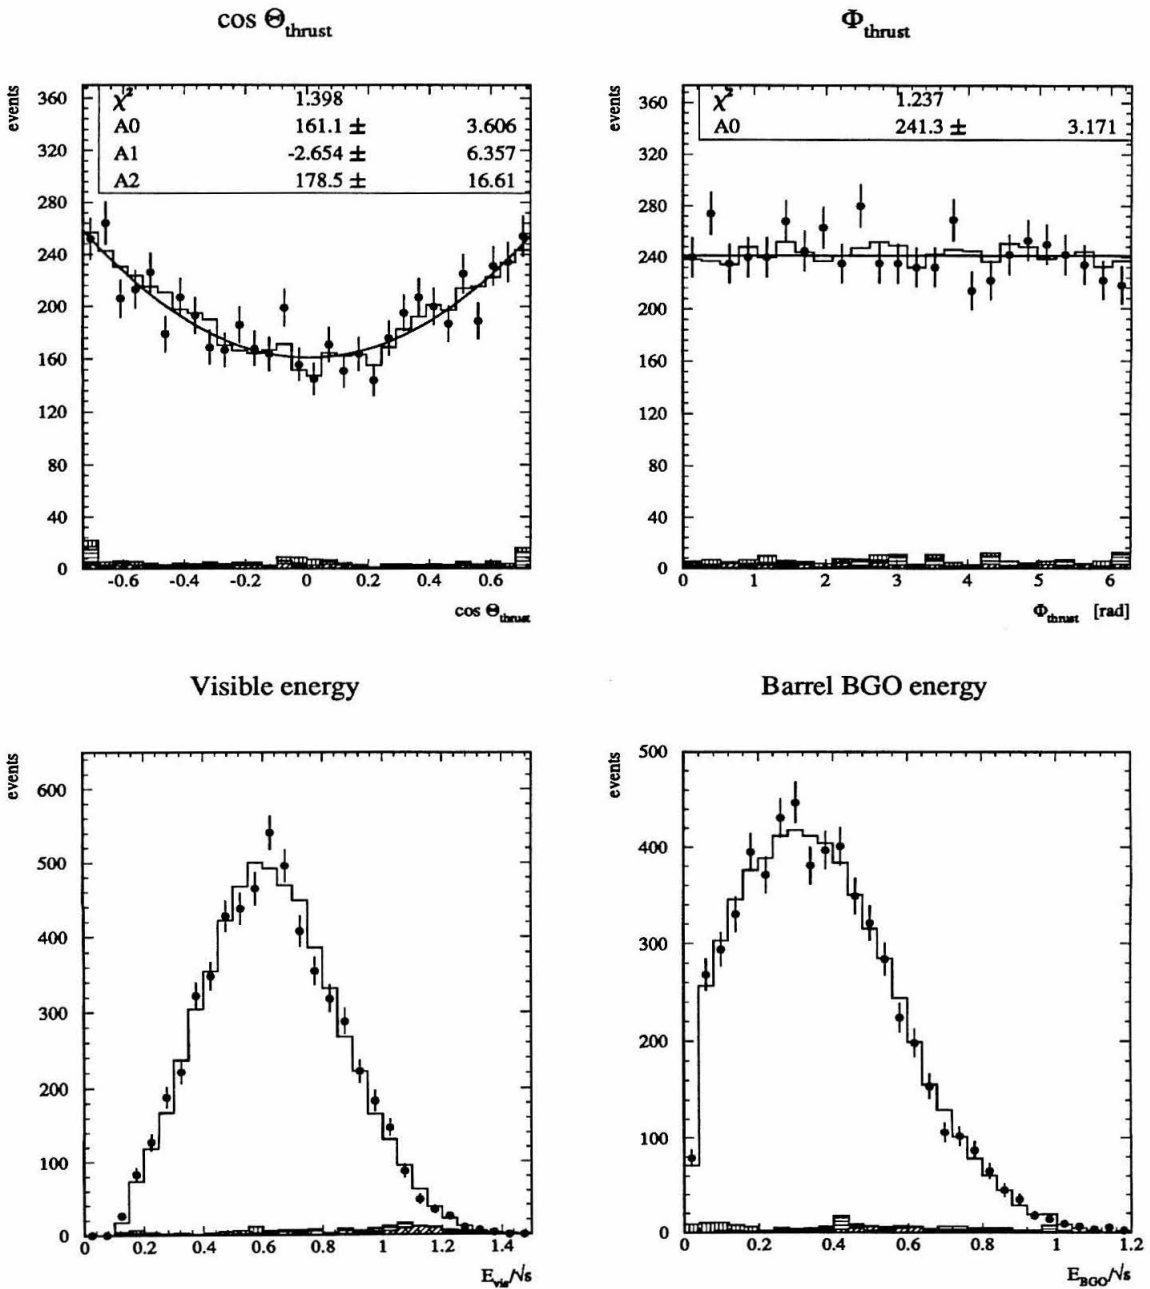 cos Θthrust
events
360
320
280
240
200
160
120
80
40
0
χ² 1.398
A0 161.1 ± 3.606
A1 -2.654 ± 6.357
A2 178.5 ± 16.61
-0.6 -0.4 -0.2 0 0.2 0.4 0.6
cos Θthrust
Φthrust
events
360
320
280
240
200
160
120
80
40
0
χ² 1.237
A0 241.3 ± 3.171
0 1 2 3 4 5 6
Φthrust [rad]
Visible energy
events
600
500
400
300
200
100
0
0 0.2 0.4 0.6 0.8 1 1.2 1.4
Evis/√s
Barrel BGO energy
events
500
400
300
200
100
0
0 0.2 0.4 0.6 0.8 1 1.2
EBGO/√s